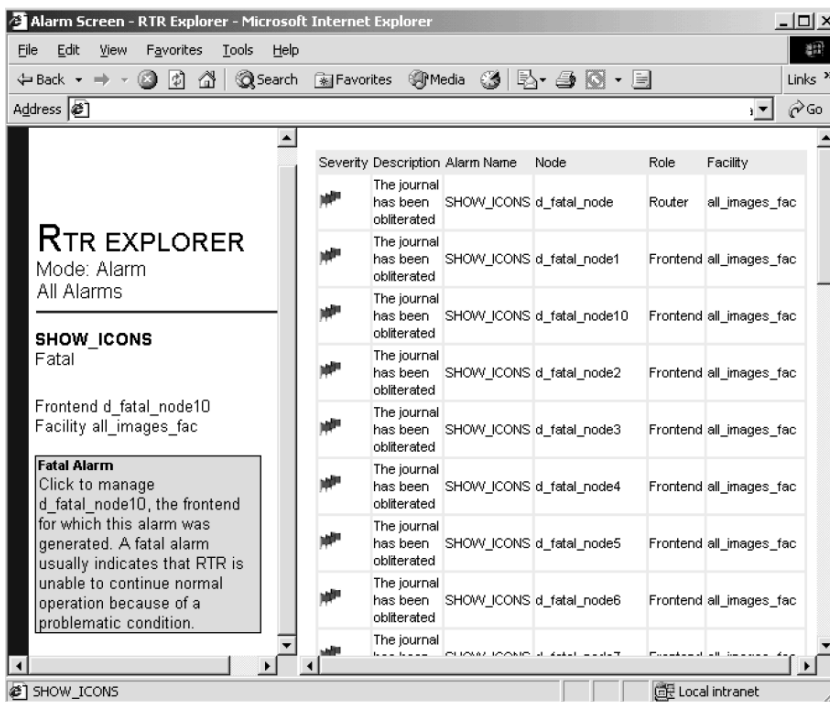 Alarm Screen - RTR Explorer - Microsoft Internet Explorer
File Edit View Favorites Tools Help
Back Search Favorites Media Links »
Address Go
RTR EXPLORER
Mode: Alarm
All Alarms
SHOW_ICONS
Fatal
Frontend d_fatal_node10
Facility all_images_fac
Fatal Alarm
Click to manage
d_fatal_node10, the frontend
for which this alarm was
generated. A fatal alarm
usually indicates that RTR is
unable to continue normal
operation because of a
problematic condition.
Severity Description Alarm Name Node Role Facility
The journal
has been
obliterated
SHOW_ICONS d_fatal_node Router all_images_fac
The journal
has been
obliterated
SHOW_ICONS d_fatal_node1 Frontend all_images_fac
The journal
has been
obliterated
SHOW_ICONS d_fatal_node10 Frontend all_images_fac
The journal
has been
obliterated
SHOW_ICONS d_fatal_node2 Frontend all_images_fac
The journal
has been
obliterated
SHOW_ICONS d_fatal_node3 Frontend all_images_fac
The journal
has been
obliterated
SHOW_ICONS d_fatal_node4 Frontend all_images_fac
The journal
has been
obliterated
SHOW_ICONS d_fatal_node5 Frontend all_images_fac
The journal
has been
obliterated
SHOW_ICONS d_fatal_node6 Frontend all_images_fac
The journal
SHOW_ICONS
Local intranet